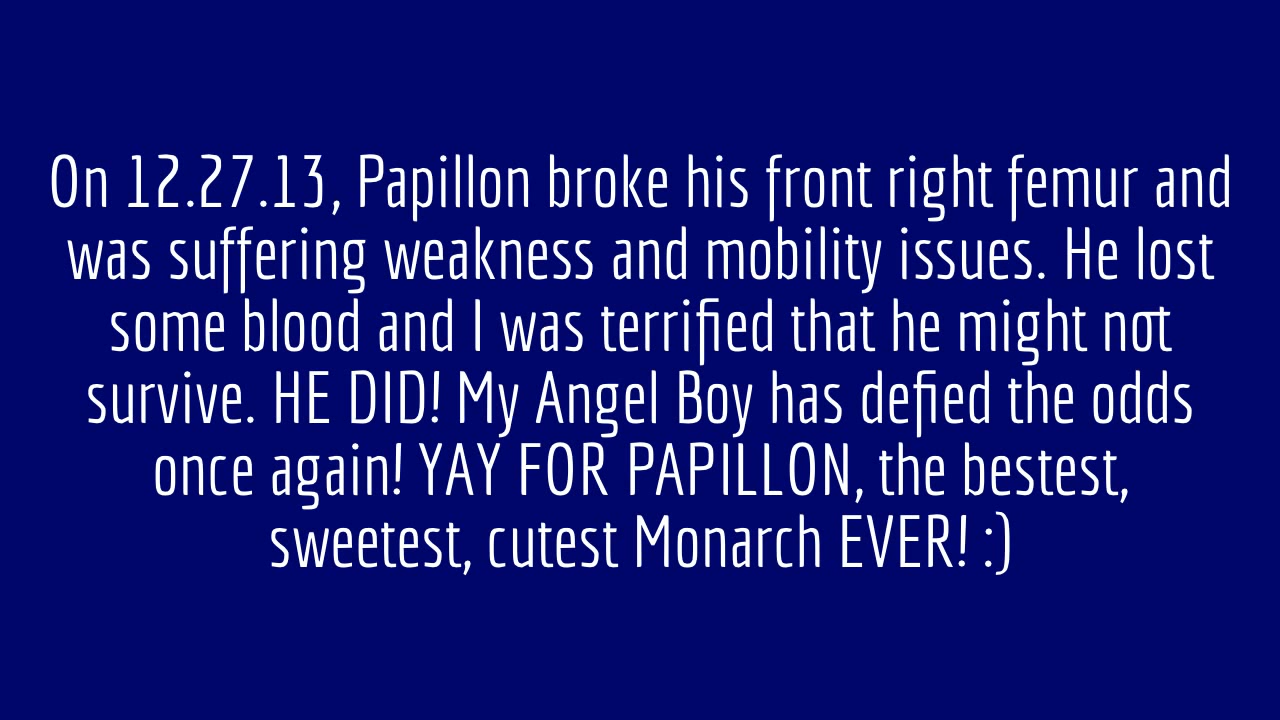 On 12.27.13, Papillon broke his front right femur and
was suffering weakness and mobility issues. He lost
some blood and I was terrified that he might not
survive. HE DID! My Angel Boy has defied the odds
once again! YAY FOR PAPILLON, the bestest,
sweetest, cutest Monarch EVER! :)